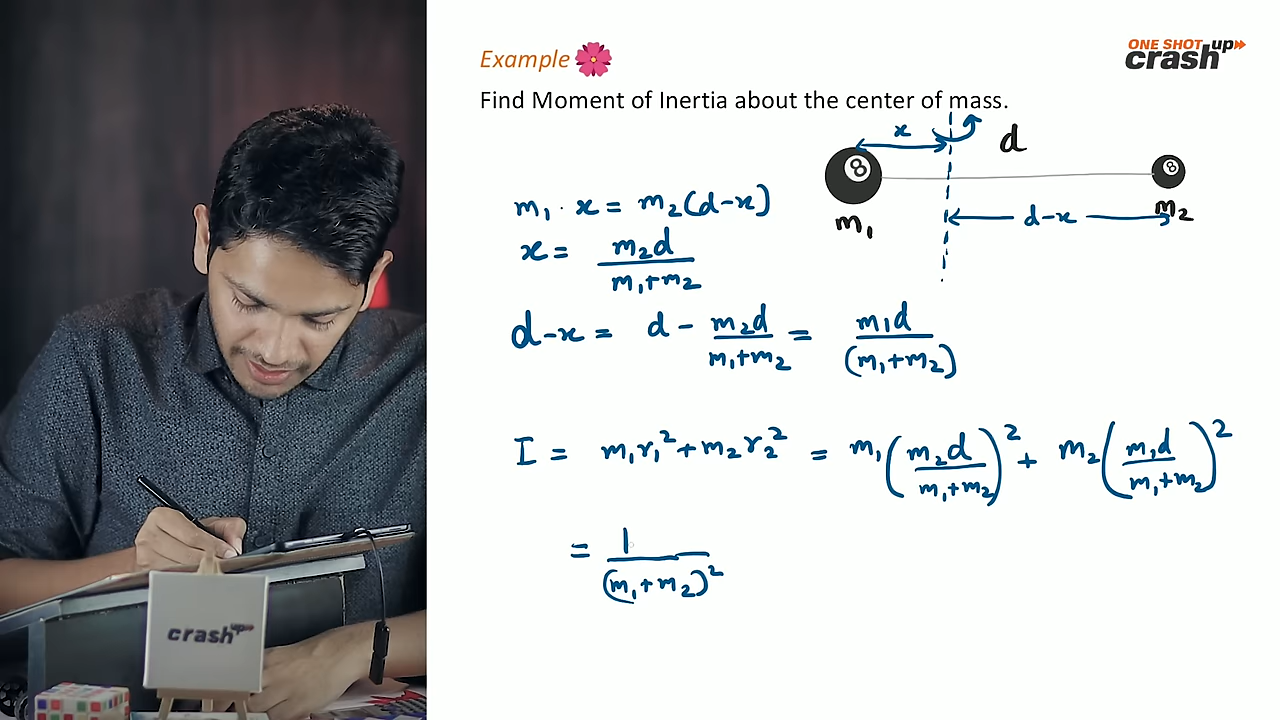 Example
ONE SHOT
crash up
Find Moment of Inertia about the center of mass.
x
d
8
8
m₁
m₂
d-x
m₁ · x = m₂(d-x)
x = m₂d / m₁+m₂
d-x = d - m₂d / m₁+m₂ = m₁d / (m₁+m₂)
I = m₁r₁² + m₂r₂² = m₁(m₂d / m₁+m₂)² + m₂(m₁d / m₁+m₂)²
= 1 / (m₁+m₂)²
crash up